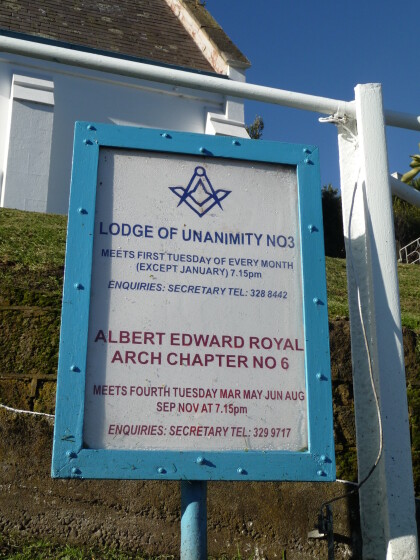 LODGE OF UNANIMITY NO3
MEETS FIRST TUESDAY OF EVERY MONTH
(EXCEPT JANUARY) 7.15pm
ENQUIRIES: SECRETARY TEL: 328 8442
ALBERT EDWARD ROYAL
ARCH CHAPTER NO 6
MEETS FOURTH TUESDAY MAR MAY JUN AUG
SEP NOV AT 7.15pm
ENQUIRIES: SECRETARY TEL: 329 9717